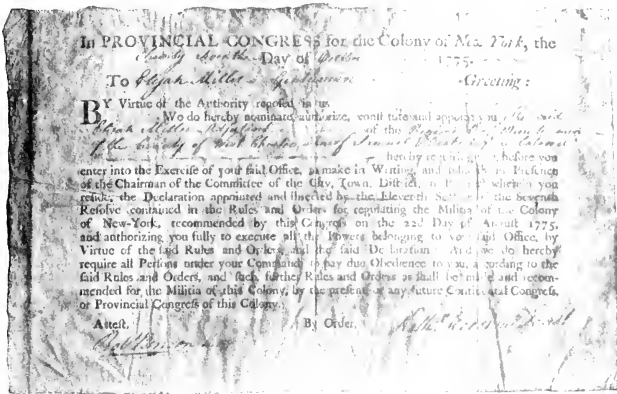 In PROVINCIAL CONGRESS for the Colony of New York, the
Day of 1775.
To Elijah Miller Gentleman Greeting:
BY Virtue of the Authority reposed in us,
We do hereby nominate, authorize, constitute and appoint you the said
Elijah Miller Adjutant of the
of the County of West Chester, is Colonel
hereby requiring you, before you
enter into the Exercise of your said Office, to make in Writing, and in Presence
of the Chairman of the Committee of the City, Town, District, wherein you
reside, the Declaration appointed and directed by the Eleventh Section of the seventh
Resolve contained in the Rules and Orders for regulating the Militia of the Colony
of New-York, recommended by this Congress on the 22d Day of August 1775,
and authorizing you fully to execute all the Powers belonging to your said Office, by
Virtue of the said Rules and Orders, and the said Declaration: And we do hereby
require all Persons under your Command to pay due Obedience to you, according to the
said Rules and Orders, and such further Rules and Orders as shall be made and recom-
mended for the Militia of this Colony, by the present or any future Continental Congress,
or Provincial Congress of this Colony.
Attest. By Order,